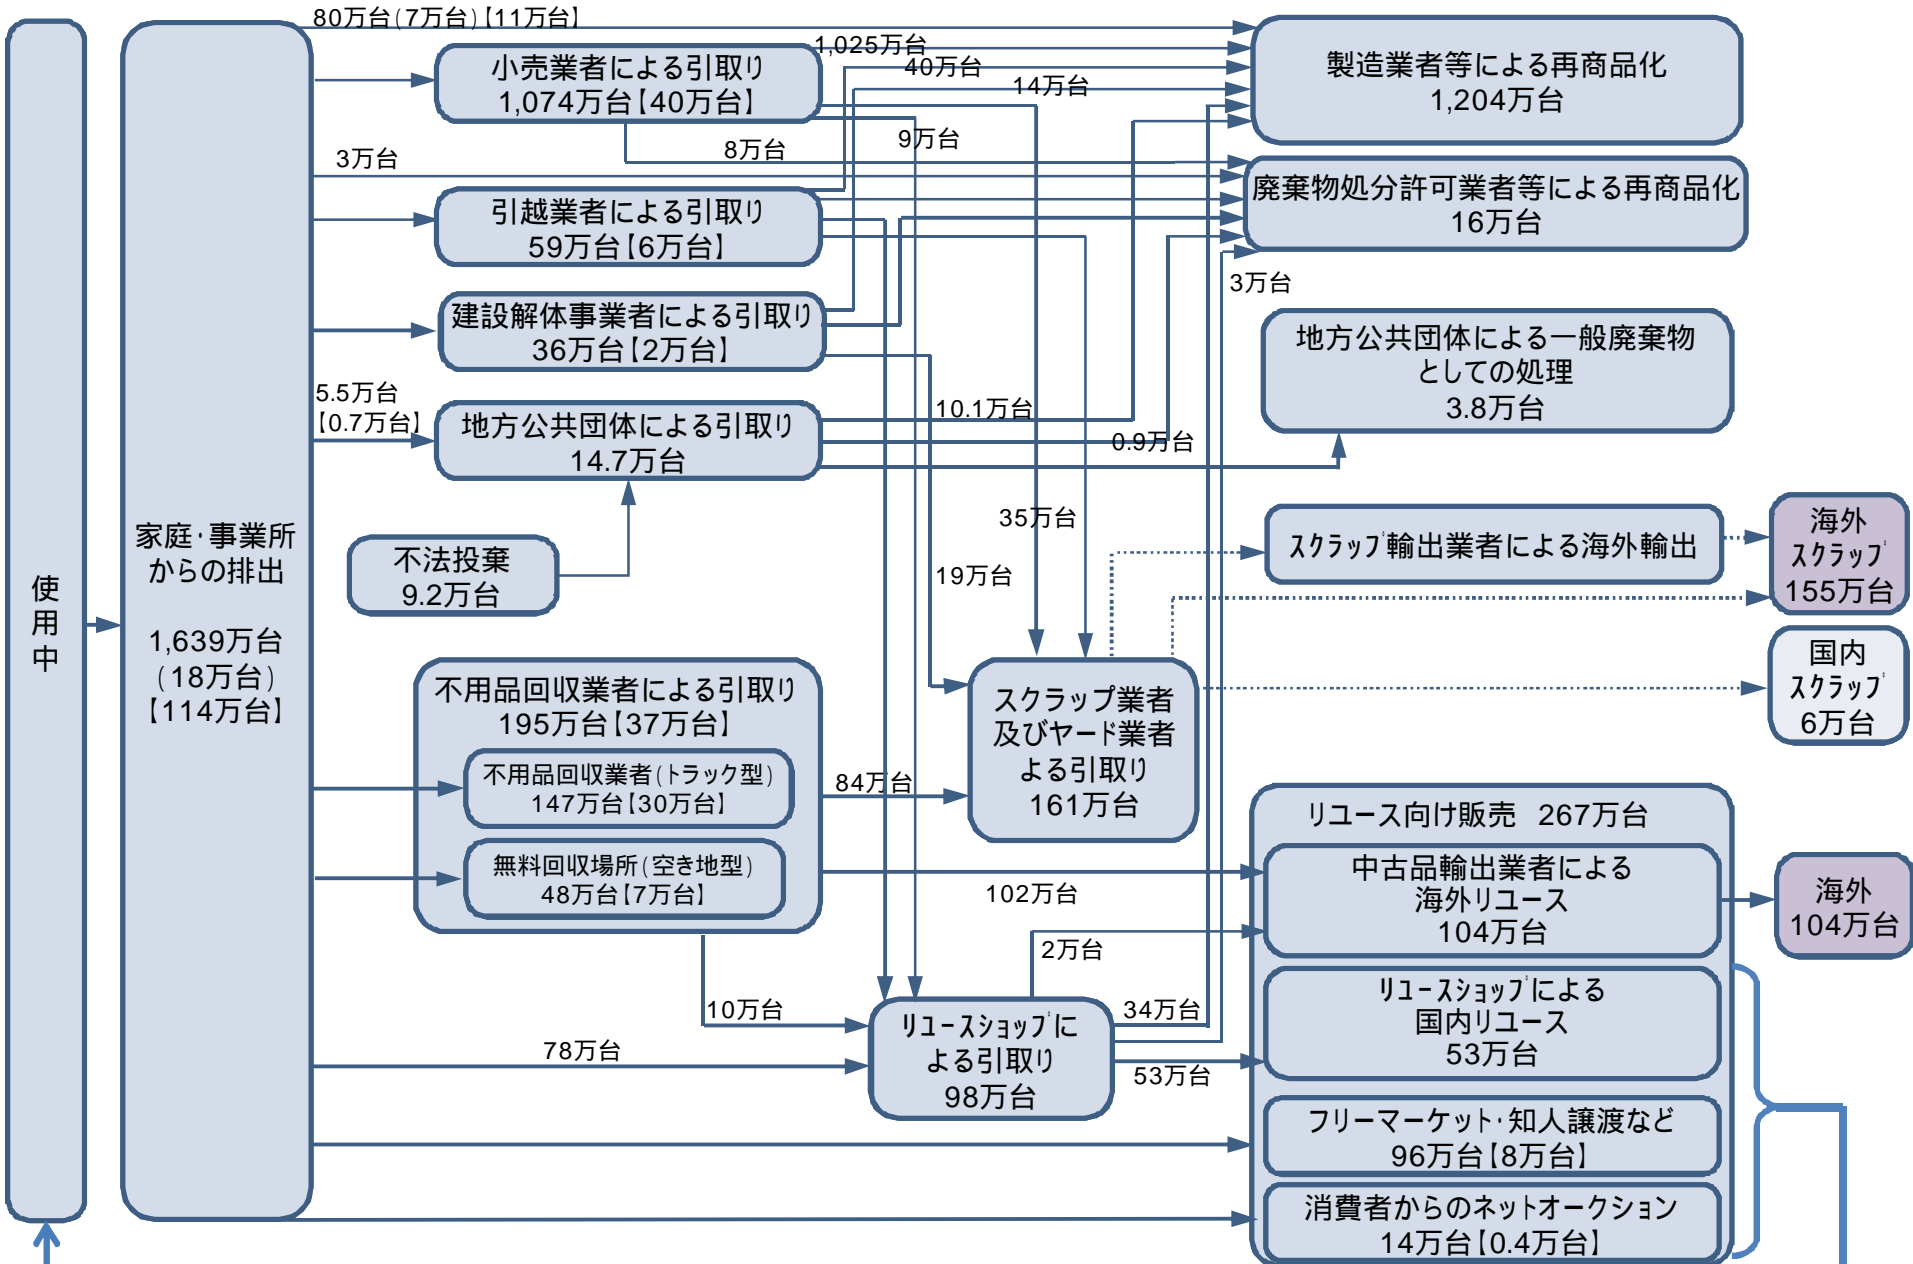 使用中
家庭・事業所
からの排出
1,639万台
(18万台)
【114万台】
80万台(7万台)【11万台】
小売業者による引取り
1,074万台【40万台】
1,025万台
40万台
14万台
製造業者等による再商品化
1,204万台
3万台
8万台
9万台
引越業者による引取り
59万台【6万台】
廃棄物処分許可業者等による再商品化
16万台
3万台
建設解体事業者による引取り
36万台【2万台】
地方公共団体による一般廃棄物
としての処理
3.8万台
5.5万台
【0.7万台】
地方公共団体による引取り
14.7万台
10.1万台
0.9万台
不法投棄
9.2万台
35万台
19万台
スクラップ輸出業者による海外輸出
海外
スクラップ
155万台
国内
スクラップ
6万台
不用品回収業者による引取り
195万台【37万台】
不用品回収業者(トラック型)
147万台【30万台】
無料回収場所(空き地型)
48万台【7万台】
84万台
スクラップ業者
及びヤード業者
よる引取り
161万台
リユース向け販売 267万台
中古品輸出業者による
海外リユース
104万台
海外
104万台
102万台
2万台
10万台
78万台
リユースショップに
よる引取り
98万台
34万台
53万台
リユースショップによる
国内リユース
53万台
フリーマーケット・知人譲渡など
96万台【8万台】
消費者からのネットオークション
14万台【0.4万台】